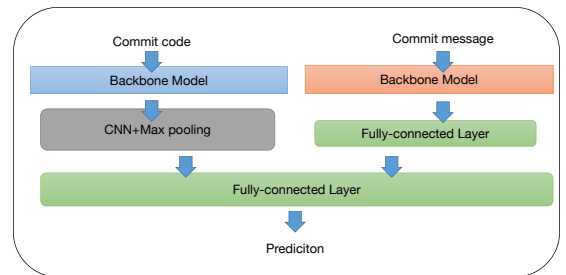 Commit code
Commit message
Backbone Model
Backbone Model
CNN+Max pooling
Fully-connected Layer
Fully-connected Layer
Prediciton